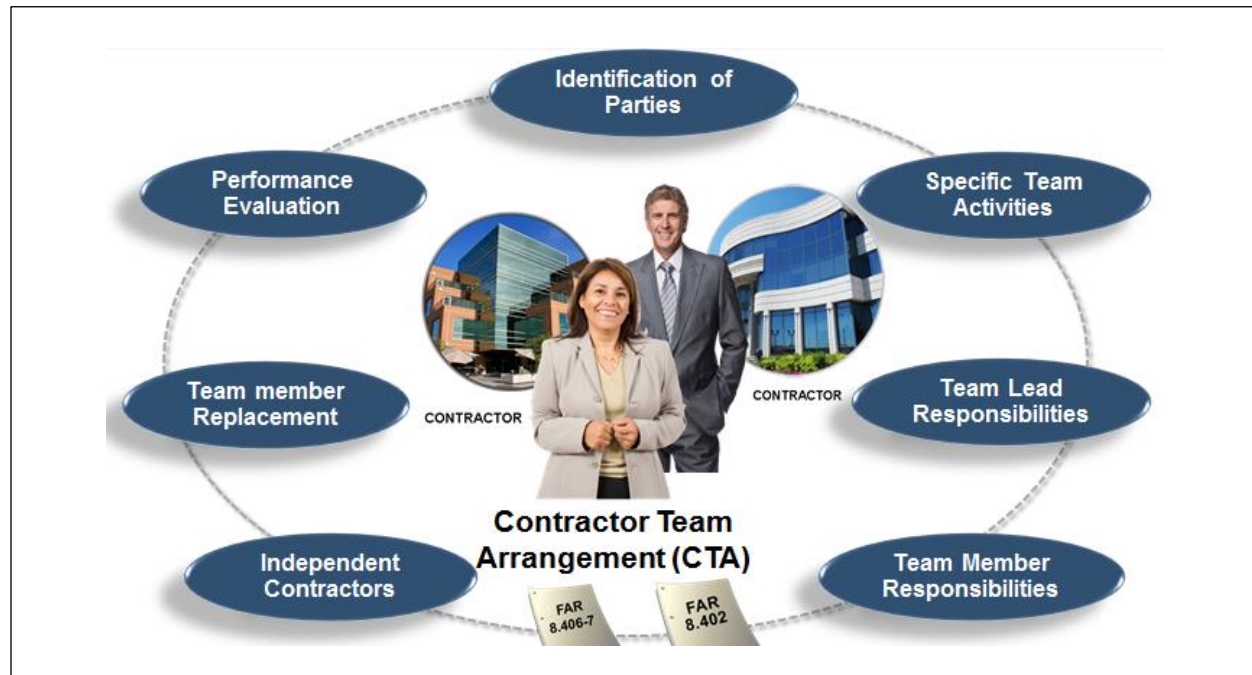 Identification of
Parties
Performance
Evaluation
Specific Team
Activities
Team member
Replacement
CONTRACTOR
CONTRACTOR
Team Lead
Responsibilities
Contractor Team
Arrangement (CTA)
Independent
Contractors
Team Member
Responsibilities
FAR
8.406-7
FAR
8.402